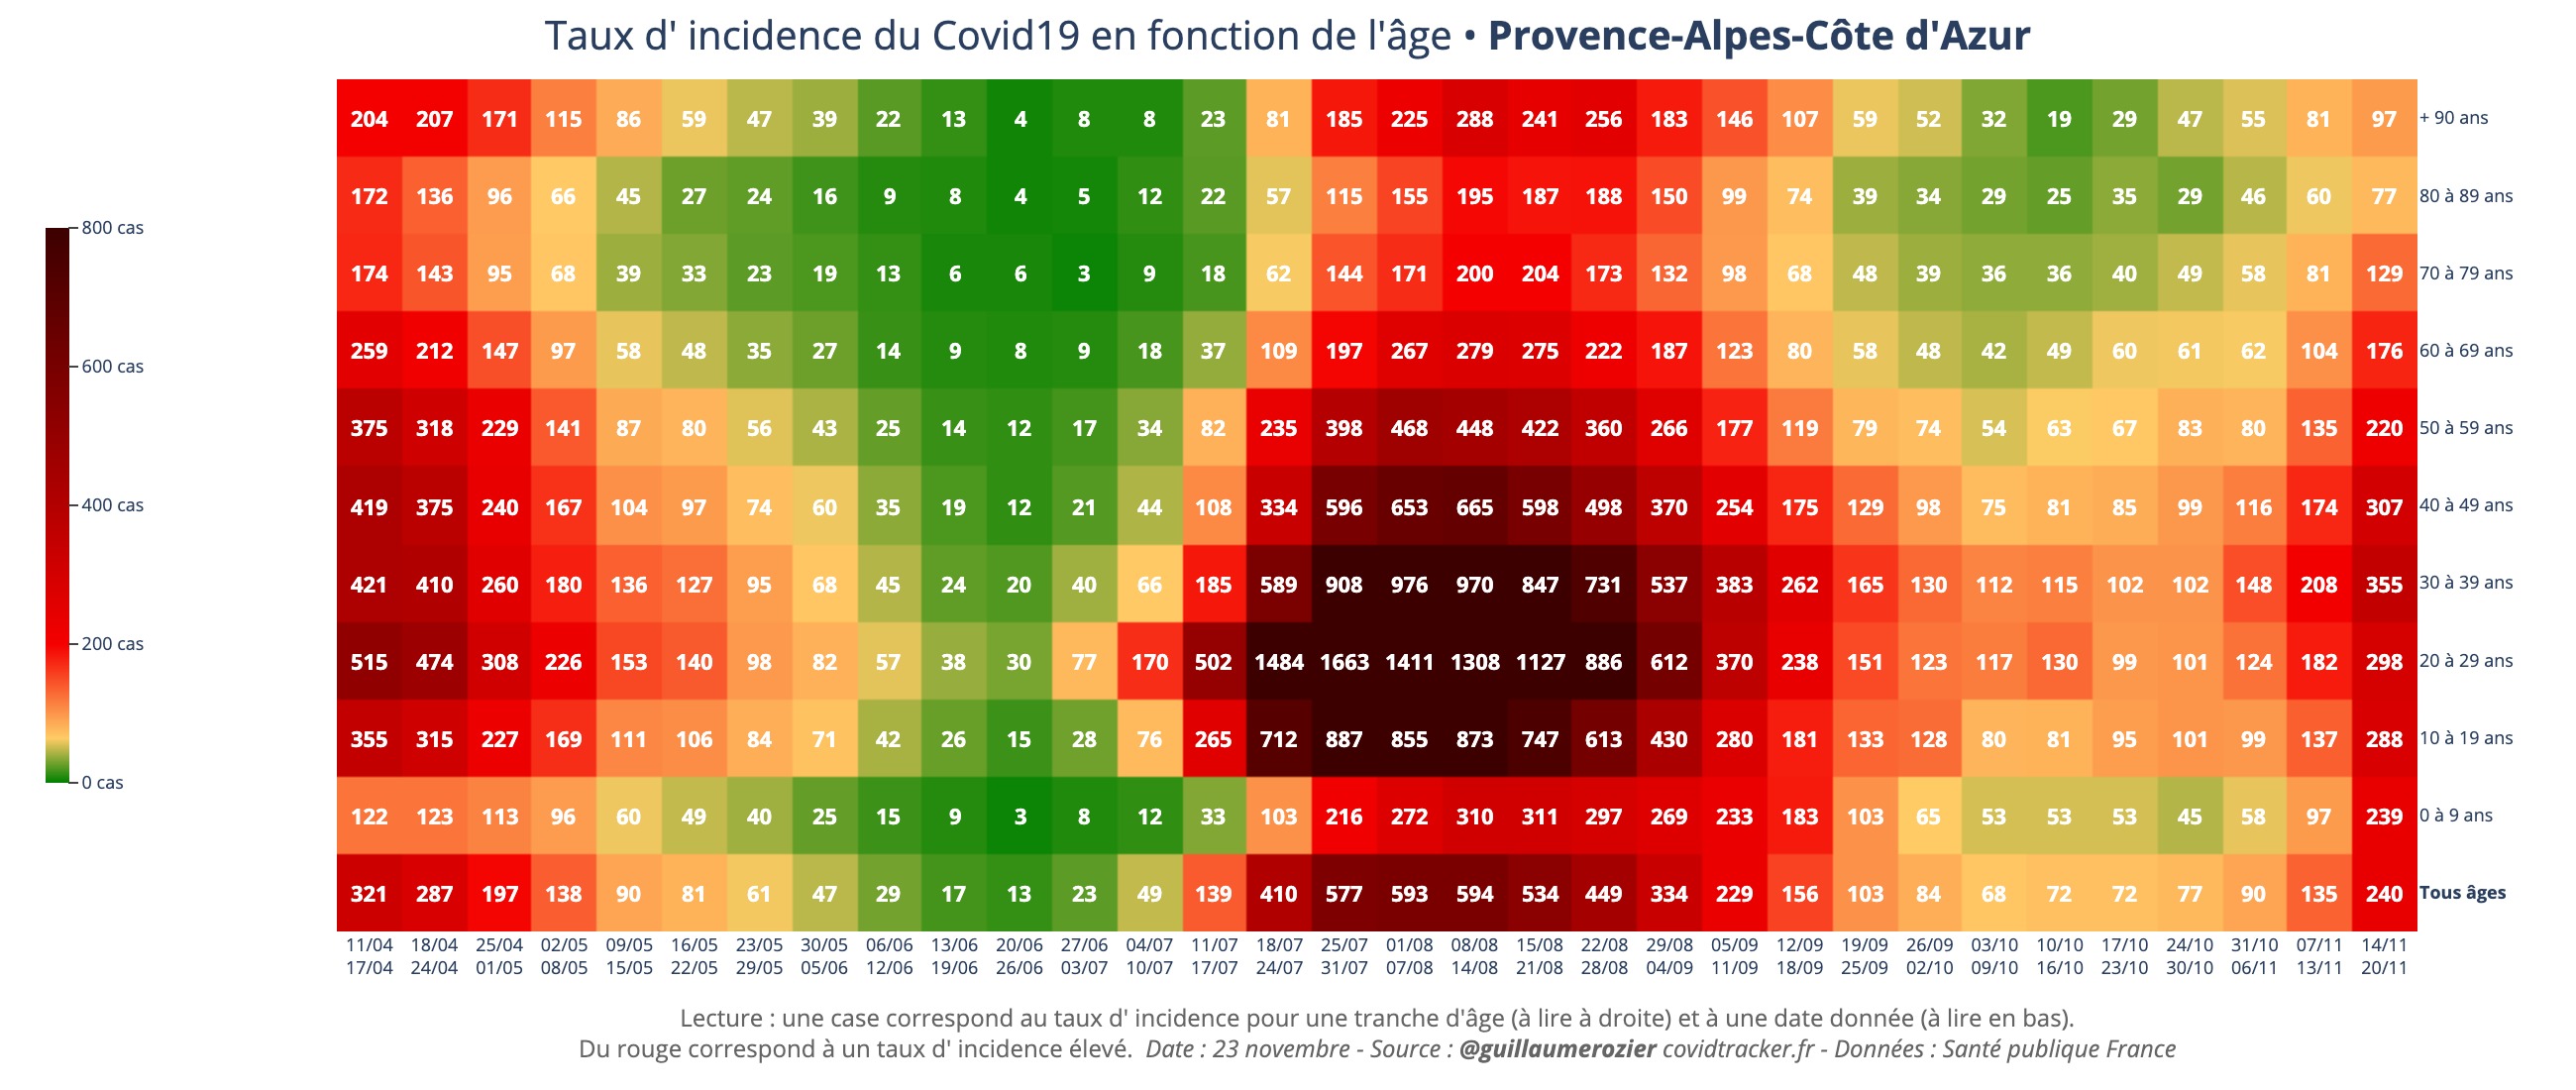 Taux d' incidence du Covid19 en fonction de l'âge • Provence-Alpes-Côte d'Azur
800 cas
600 cas
400 cas
200 cas
0 cas
204 207 171 115 86 59 47 39 22 13 4 8 8 23 81 185 225 288 241 256 183 146 107 59 52 32 19 29 47 55 81 97 + 90 ans
172 136 96 66 45 27 24 16 9 8 4 5 12 22 57 115 155 195 187 188 150 99 74 39 34 29 25 35 29 46 60 77 80 à 89 ans
174 143 95 68 39 33 23 19 13 6 6 3 9 18 62 144 171 200 204 173 132 98 68 48 39 36 36 40 49 58 81 129 70 à 79 ans
259 212 147 97 58 48 35 27 14 9 8 9 18 37 109 197 267 279 275 222 187 123 80 58 48 42 49 60 61 62 104 176 60 à 69 ans
375 318 229 141 87 80 56 43 25 14 12 17 34 82 235 398 468 448 422 360 266 177 119 79 74 54 63 67 83 80 135 220 50 à 59 ans
419 375 240 167 104 97 74 60 35 19 12 21 44 108 334 596 653 665 598 498 370 254 175 129 98 75 81 85 99 116 174 307 40 à 49 ans
421 410 260 180 136 127 95 68 45 24 20 40 66 185 589 908 976 970 847 731 537 383 262 165 130 112 115 102 102 148 208 355 30 à 39 ans
515 474 308 226 153 140 98 82 57 38 30 77 170 502 1484 1663 1411 1308 1127 886 612 370 238 151 123 117 130 99 101 124 182 298 20 à 29 ans
355 315 227 169 111 106 84 71 42 26 15 28 76 265 712 887 855 873 747 613 430 280 181 133 128 80 81 95 101 99 137 288 10 à 19 ans
122 123 113 96 60 49 40 25 15 9 3 8 12 33 103 216 272 310 311 297 269 233 183 103 65 53 53 53 45 58 97 239 0 à 9 ans
321 287 197 138 90 81 61 47 29 17 13 23 49 139 410 577 593 594 534 449 334 229 156 103 84 68 72 72 77 90 135 240 Tous âges
11/04 18/04 25/04 02/05 09/05 16/05 23/05 30/05 06/06 13/06 20/06 27/06 04/07 11/07 18/07 25/07 01/08 08/08 15/08 22/08 29/08 05/09 12/09 19/09 26/09 03/10 10/10 17/10 24/10 31/10 07/11 14/11
17/04 24/04 01/05 08/05 15/05 22/05 29/05 05/06 12/06 19/06 26/06 03/07 10/07 17/07 24/07 31/07 07/08 14/08 21/08 28/08 04/09 11/09 18/09 25/09 02/10 09/10 16/10 23/10 30/10 06/11 13/11 20/11
Lecture : une case correspond au taux d' incidence pour une tranche d'âge (à lire à droite) et à une date donnée (à lire en bas).
Du rouge correspond à un taux d' incidence élevé. Date : 23 novembre - Source : @guillaumerozier covidtracker.fr - Données : Santé publique France